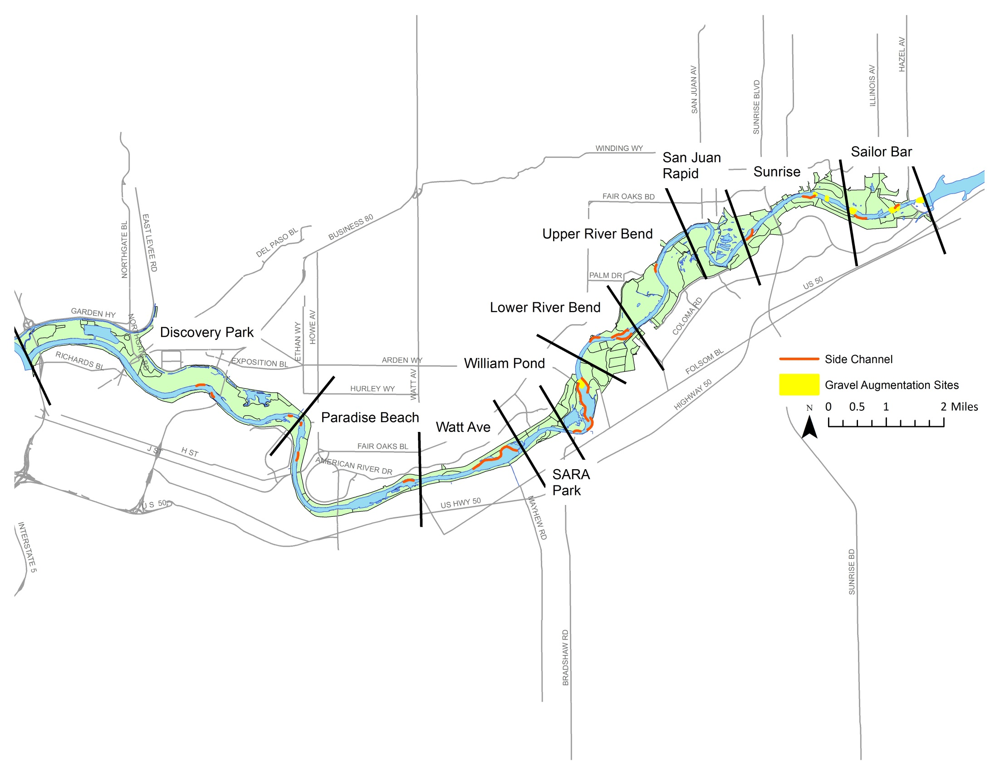 HAZEL AV
ILLINOIS AV
SAN JUAN AV
SUNRISE BLVD
WINDING WY
Sailor Bar
San Juan
Rapid
Sunrise
FAIR OAKS BD
Upper River Bend
BUSINESS 80
DEL PASO BL
NORTHGATE BL
EAST LEVEE RD
PALM DR
US 50
Lower River Bend
COLOMA RD
GARDEN HY
NORTHGATE BD
Discovery Park
ETHAN WY
HOWE AV
RICHARDS BL
EXPOSITION BL
ARDEN WY
William Pond
FOLSOM BL
Side Channel
HURLEY WY
WATT AV
HIGHWAY 50
Gravel Augmentation Sites
N
0 0.5 1 2 Miles
Paradise Beach
Watt Ave
FAIR OAKS BL
J ST
H ST
AMERICAN RIVER DR
SARA
Park
U S 50
US HWY 50
MAYHEW RD
INTERSTATE 5
SUNRISE BD
BRADSHAW RD